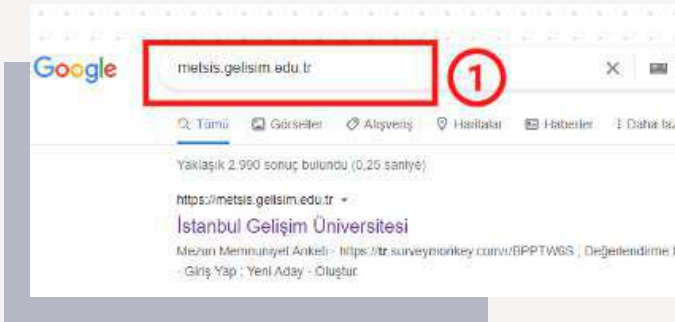 Google
metsis.gelisim.edu.tr
1
Tümü Görseller Alışveriş Haritalar Haberler Daha faz
Yaklaşık 2.990 sonuç bulundu (0,25 saniye)
https://metsis.gelisim.edu.tr
İstanbul Gelişim Üniversitesi
Mezun Memnuniyet Anketi - https://tr.surveymonkey.com/r/BPPTW6S ; Değerlendirme
· Giriş Yap ; Yeni Aday · Oluştur.